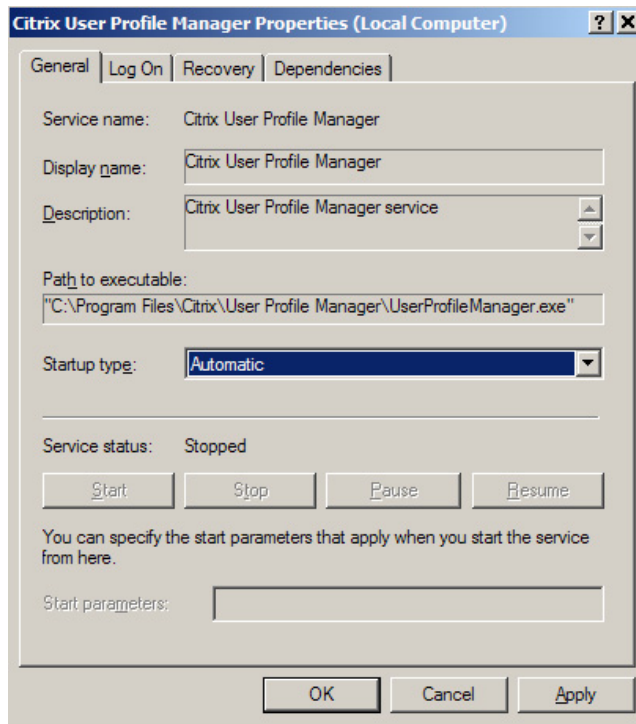 Citrix User Profile Manager Properties (Local Computer)
General Log On Recovery Dependencies
Service name: Citrix User Profile Manager
Display name: Citrix User Profile Manager
Description: Citrix User Profile Manager service
Path to executable:
"C:\Program Files\Citrix\User Profile Manager\UserProfileManager.exe"
Startup type: Automatic
Service status: Stopped
Start Stop Pause Resume
You can specify the start parameters that apply when you start the service
from here.
Start parameters:
OK Cancel Apply